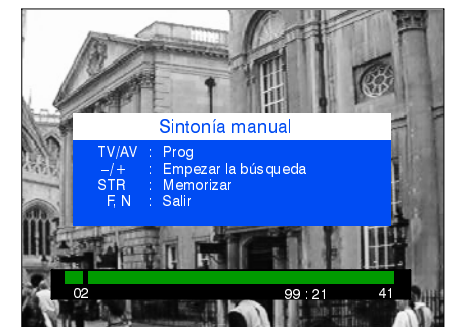 Sintonía manual
TV/AV : Prog
–/+ : Empezar la búsqueda
STR : Memorizar
F, N : Salir
02 99 : 21 41